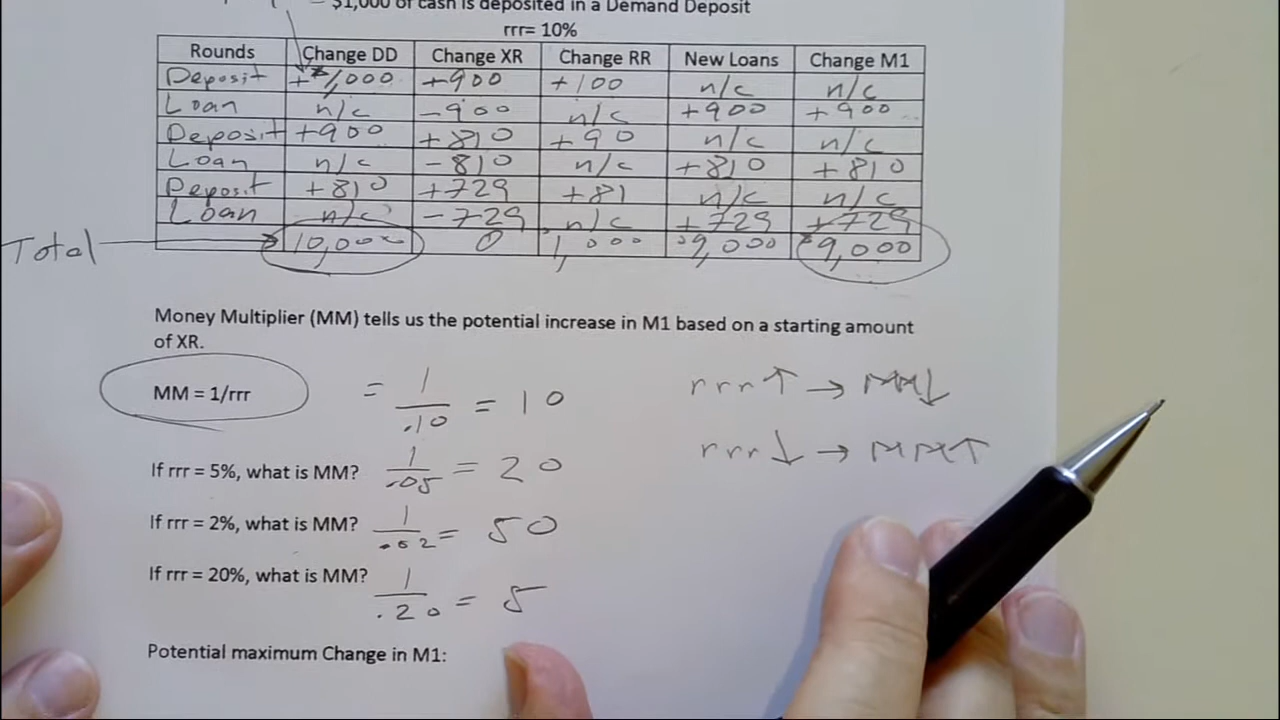 = $1,000 of cash is deposited in a Demand Deposit
rrr= 10%
Rounds Change DD Change XR Change RR New Loans Change M1
Deposit +$1,000 +900 +100 n/c n/c
Loan n/c -900 n/c +900 +900
Deposit +900 +810 +90 n/c n/c
Loan n/c -810 n/c +810 +810
Deposit +810 +729 +81 n/c n/c
Loan n/c -729 n/c +729 +729
Total 10,000 0 1,000 $9,000 $9,000
Money Multiplier (MM) tells us the potential increase in M1 based on a starting amount
of XR.
MM = 1/rrr = 1/.10 = 10 rrr↑ → MM↓
If rrr = 5%, what is MM? 1/.05 = 20 rrr↓ → MM↑
If rrr = 2%, what is MM? 1/.02 = 50
If rrr = 20%, what is MM? 1/.20 = 5
Potential maximum Change in M1: